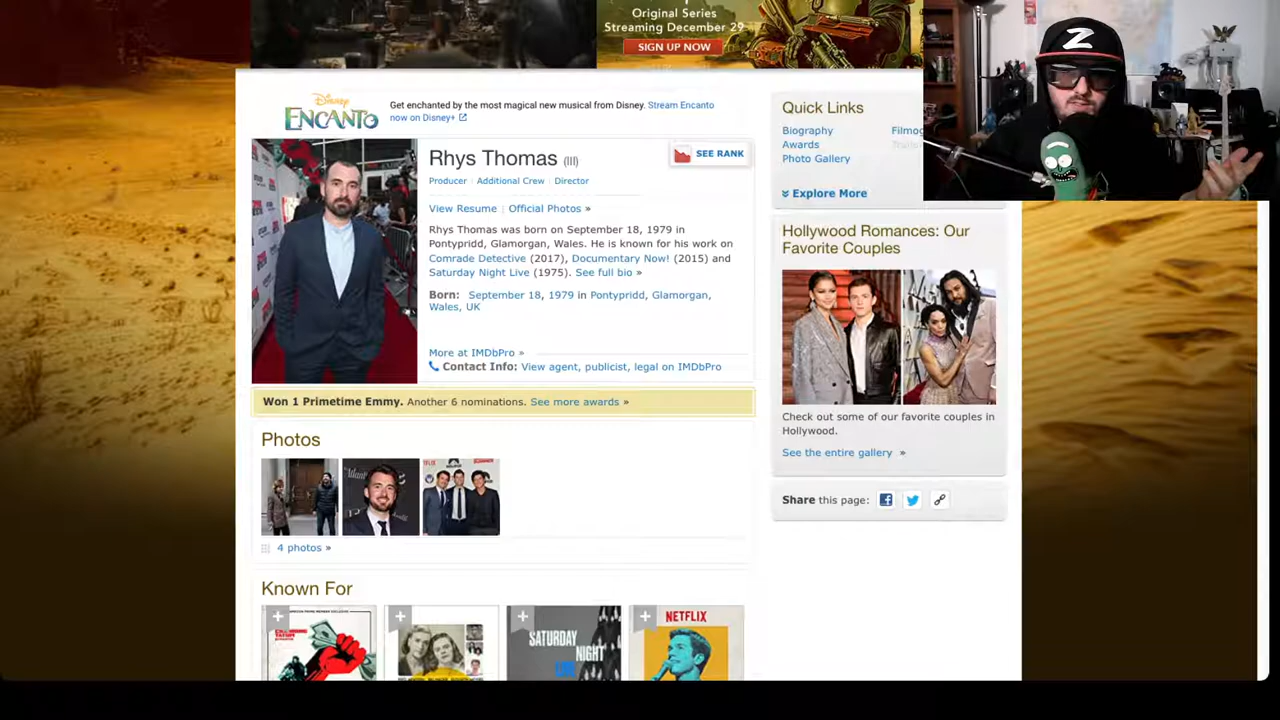 Original Series
Streaming December 29
SIGN UP NOW
Disney
ENCANTO
Get enchanted by the most magical new musical from Disney. Stream Encanto
now on Disney+
Rhys Thomas (III)
SEE RANK
Producer | Additional Crew | Director
View Resume | Official Photos »
Rhys Thomas was born on September 18, 1979 in
Pontypridd, Glamorgan, Wales. He is known for his work on
Comrade Detective (2017), Documentary Now! (2015) and
Saturday Night Live (1975). See full bio »
Born: September 18, 1979 in Pontypridd, Glamorgan,
Wales, UK
More at IMDbPro »
Contact Info: View agent, publicist, legal on IMDbPro
Won 1 Primetime Emmy. Another 6 nominations. See more awards »
Photos
4 photos »
Known For
SATURDAY
NIGHT
LIVE
NETFLIX
Quick Links
Biography
Filmog
Awards
Photo Gallery
Explore More
Hollywood Romances: Our
Favorite Couples
Check out some of our favorite couples in
Hollywood.
See the entire gallery »
Share this page:
Z